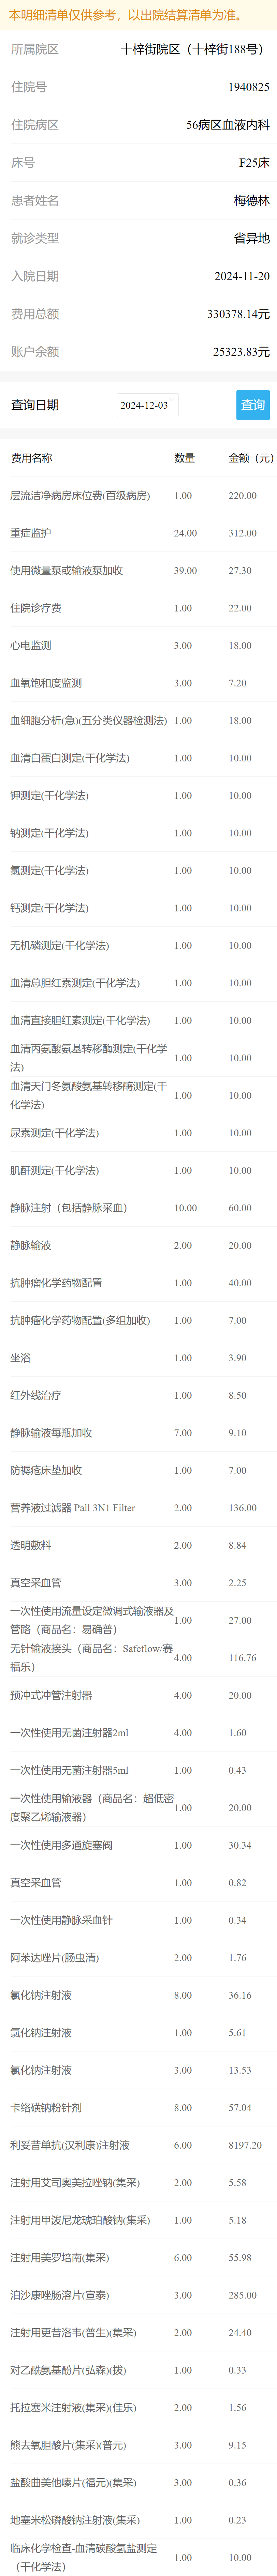 本明细清单仅供参考，以出院结算清单为准。
所属院区 十梓街院区（十梓街188号）
住院号 1940825
住院病区 56病区血液内科
床号 F25床
患者姓名 梅德林
就诊类型 省异地
入院日期 2024-11-20
费用总额 330378.14元
账户余额 25323.83元
查询日期 2024-12-03 查询
费用名称 数量 金额（元）
层流洁净病房床位费(百级病房) 1.00 220.00
重症监护 24.00 312.00
使用微量泵或输液泵加收 39.00 27.30
住院诊疗费 1.00 22.00
心电监测 3.00 18.00
血氧饱和度监测 3.00 7.20
血细胞分析(急)(五分类仪器检测法) 1.00 18.00
血清白蛋白测定(干化学法) 1.00 10.00
钾测定(干化学法) 1.00 10.00
钠测定(干化学法) 1.00 10.00
氯测定(干化学法) 1.00 10.00
钙测定(干化学法) 1.00 10.00
无机磷测定(干化学法) 1.00 10.00
血清总胆红素测定(干化学法) 1.00 10.00
血清直接胆红素测定(干化学法) 1.00 10.00
血清丙氨酸氨基转移酶测定(干化学
法) 1.00 10.00
血清天门冬氨酸氨基转移酶测定(干
化学法) 1.00 10.00
尿素测定(干化学法) 1.00 10.00
肌酐测定(干化学法) 1.00 10.00
静脉注射（包括静脉采血） 10.00 60.00
静脉输液 2.00 20.00
抗肿瘤化学药物配置 1.00 40.00
抗肿瘤化学药物配置(多组加收) 1.00 7.00
坐浴 1.00 3.90
红外线治疗 1.00 8.50
静脉输液每瓶加收 7.00 9.10
防褥疮床垫加收 1.00 7.00
营养液过滤器 Pall 3N1 Filter 2.00 136.00
透明敷料 2.00 8.84
真空采血管 3.00 2.25
一次性使用流量设定微调式输液器及
管路（商品名：易确普） 1.00 27.00
无针输液接头（商品名：Safeflow/赛
福乐） 4.00 116.76
预冲式冲管注射器 4.00 20.00
一次性使用无菌注射器2ml 4.00 1.60
一次性使用无菌注射器5ml 1.00 0.43
一次性使用输液器（商品名：超低密
度聚乙烯输液器） 1.00 20.00
一次性使用多通旋塞阀 1.00 30.34
真空采血管 1.00 0.82
一次性使用静脉采血针 1.00 0.34
阿苯达唑片(肠虫清) 2.00 1.76
氯化钠注射液 8.00 36.16
氯化钠注射液 1.00 5.61
氯化钠注射液 3.00 13.53
卡络磺钠粉针剂 8.00 57.04
利妥昔单抗(汉利康)注射液 6.00 8197.20
注射用艾司奥美拉唑钠(集采) 2.00 5.58
注射用甲泼尼龙琥珀酸钠(集采) 1.00 5.18
注射用美罗培南(集采) 6.00 55.98
泊沙康唑肠溶片(宣泰) 3.00 285.00
注射用更昔洛韦(普生)(集采) 2.00 24.40
对乙酰氨基酚片(弘森)(拨) 1.00 0.33
托拉塞米注射液(集采)(佳乐) 2.00 1.56
熊去氧胆酸片(集采)(普元) 3.00 9.15
盐酸曲美他嗪片(福元)(集采) 3.00 0.36
地塞米松磷酸钠注射液(集采) 1.00 0.23
临床化学检查-血清碳酸氢盐测定
（干化学法） 1.00 10.00